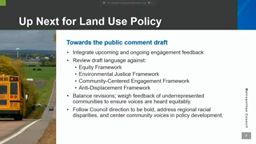 Up Next for Land Use Policy
Towards the public comment draft
• Integrate upcoming and ongoing engagement feedback
• Review draft language against:
• Equity Framework
• Environmental Justice Framework
• Community-Centered Engagement Framework
• Anti-Displacement Framework
• Balance revisions; weigh feedback of underrepresented
communities to ensure voices are heard equitably.
• Follow Council direction to be bold, address regional racial
disparities, and center community voices in policy development.
Metropolitan Council